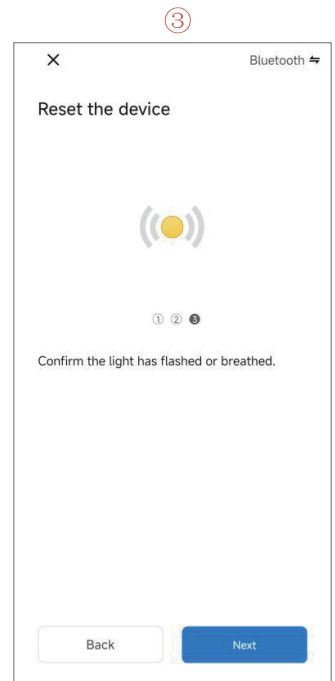 ③
Bluetooth ⇋
Reset the device
① ② ❸
Confirm the light has flashed or breathed.
Back
Next